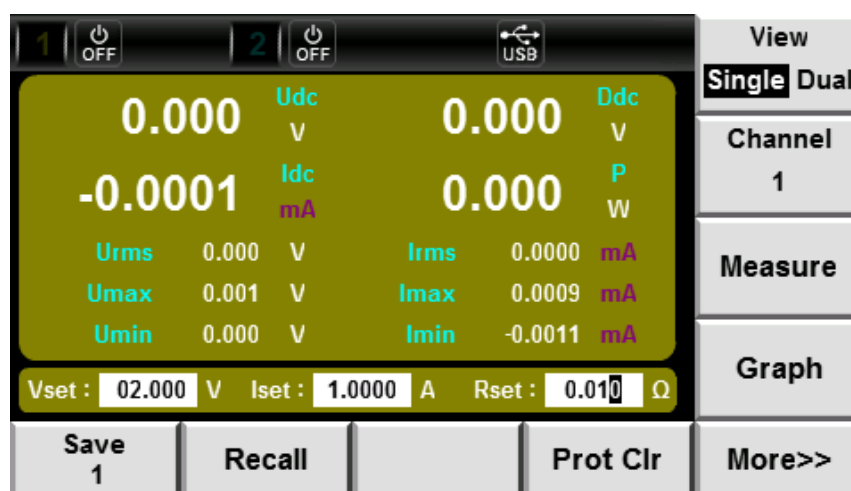 1 OFF 2 OFF USB
0.000 Udc V 0.000 Ddc V
-0.0001 Idc mA 0.000 P W
Urms 0.000 V Irms 0.0000 mA
Umax 0.001 V Imax 0.0009 mA
Umin 0.000 V Imin -0.0011 mA
Vset : 02.000 V Iset : 1.0000 A Rset : 0.010 Ω
Save
1
Recall
Prot Clr
View
Single Dual
Channel
1
Measure
Graph
More>>